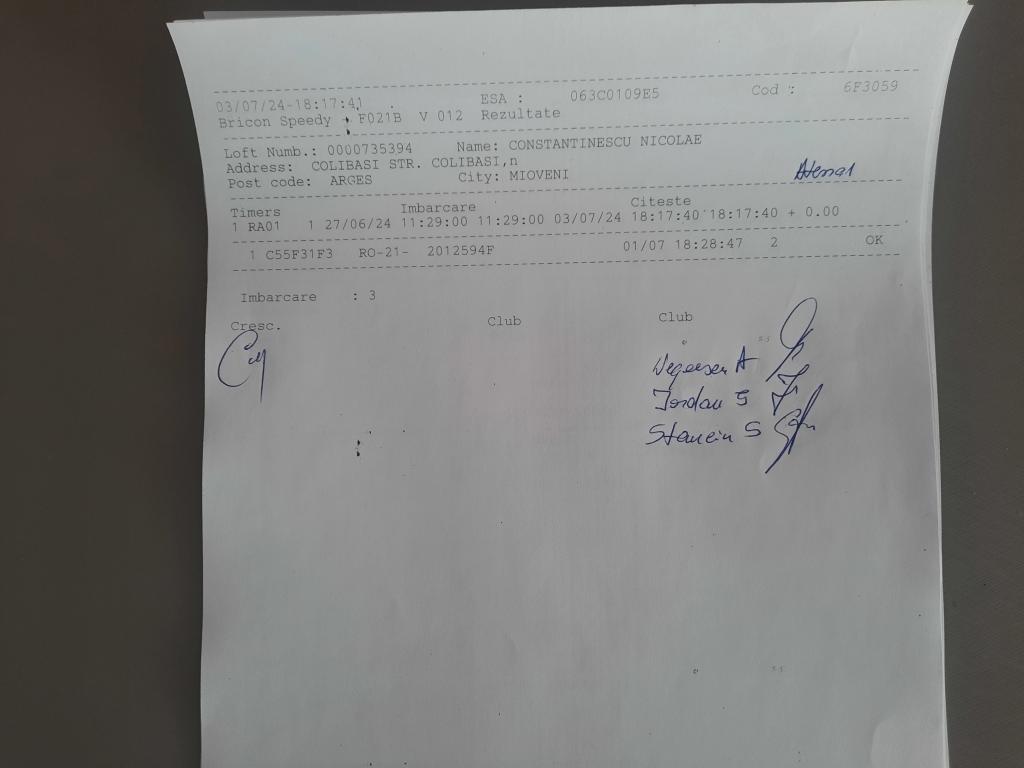 03/07/24-18:17:41 ESA : 063C0109E5 Cod : 6F3059
Bricon Speedy F021B V 012 Rezultate
Loft Numb.: 0000735394 Name: CONSTANTINESCU NICOLAE
Address: COLIBASI STR. COLIBASI,n
Post code: ARGES City: MIOVENI
Timers Imbarcare Citeste
1 RA01 1 27/06/24 11:29:00 11:29:00 03/07/24 18:17:40 18:17:40 + 0.00
1 C55F31F3 RO-21- 2012594F 01/07 18:28:47 2 OK
Imbarcare : 3
Cresc. Club Club
Iordan S